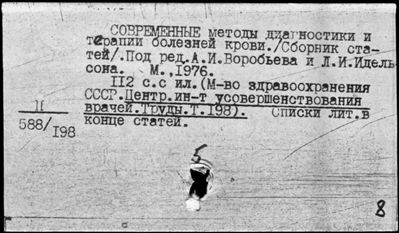 СОВРЕМЕННЫЕ методы диагностики и
терапии болезней крови./Сборник ста-
тей/.Под ред.А.И.Воробьева и Л.И.Идель
сона. М.,1976.
112 с.с ил.(М-во здравоохранения
СССР.Центр.ин-т усовершенствования
врачей.Труды.Т.198). Списки лит.в
конце статей.
11
588/198
8